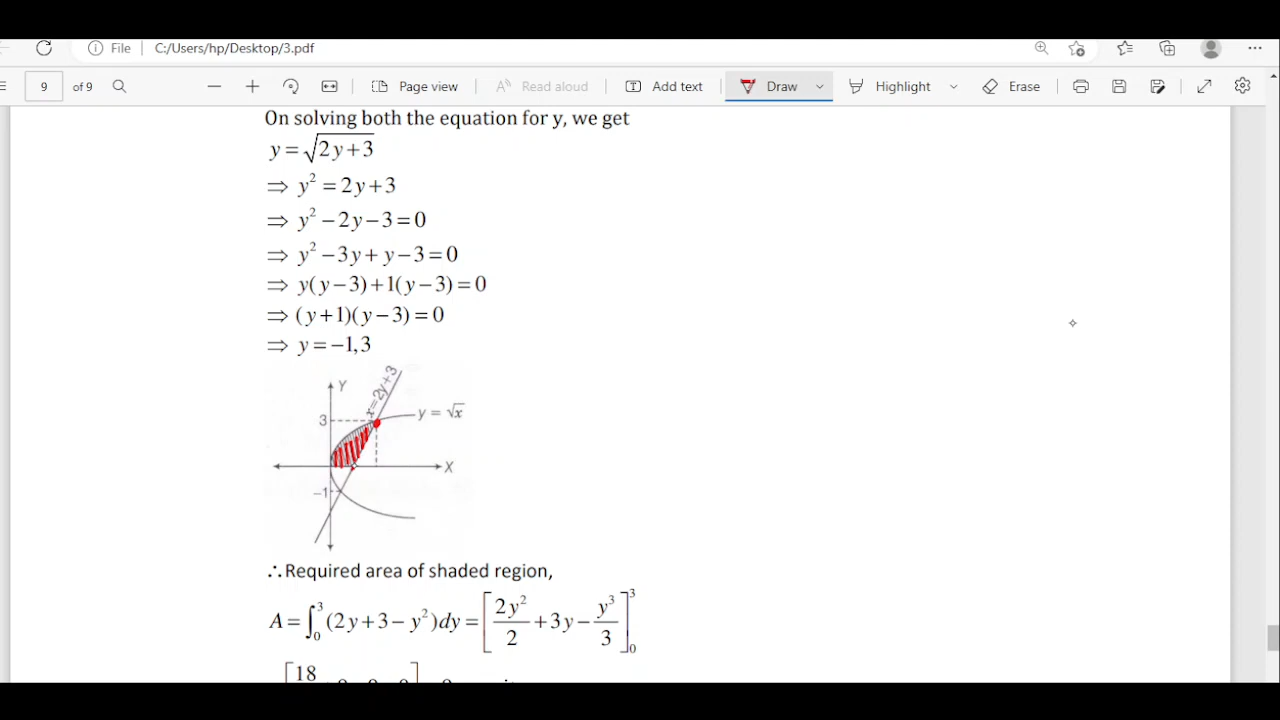 File C:/Users/hp/Desktop/3.pdf
9 of 9 Page view Read aloud Add text Draw Highlight Erase
On solving both the equation for y, we get
y = √(2y+3)
⇒ y² = 2y+3
⇒ y² − 2y − 3 = 0
⇒ y² − 3y + y − 3 = 0
⇒ y(y−3)+1(y−3) = 0
⇒ (y+1)(y−3) = 0
⇒ y = −1,3
Y
x=2y+3
3
y = √x
X
−1
∴Required area of shaded region,
A = ∫₀³ (2y+3−y²)dy = [2y²/2 + 3y − y³/3]₀³
18